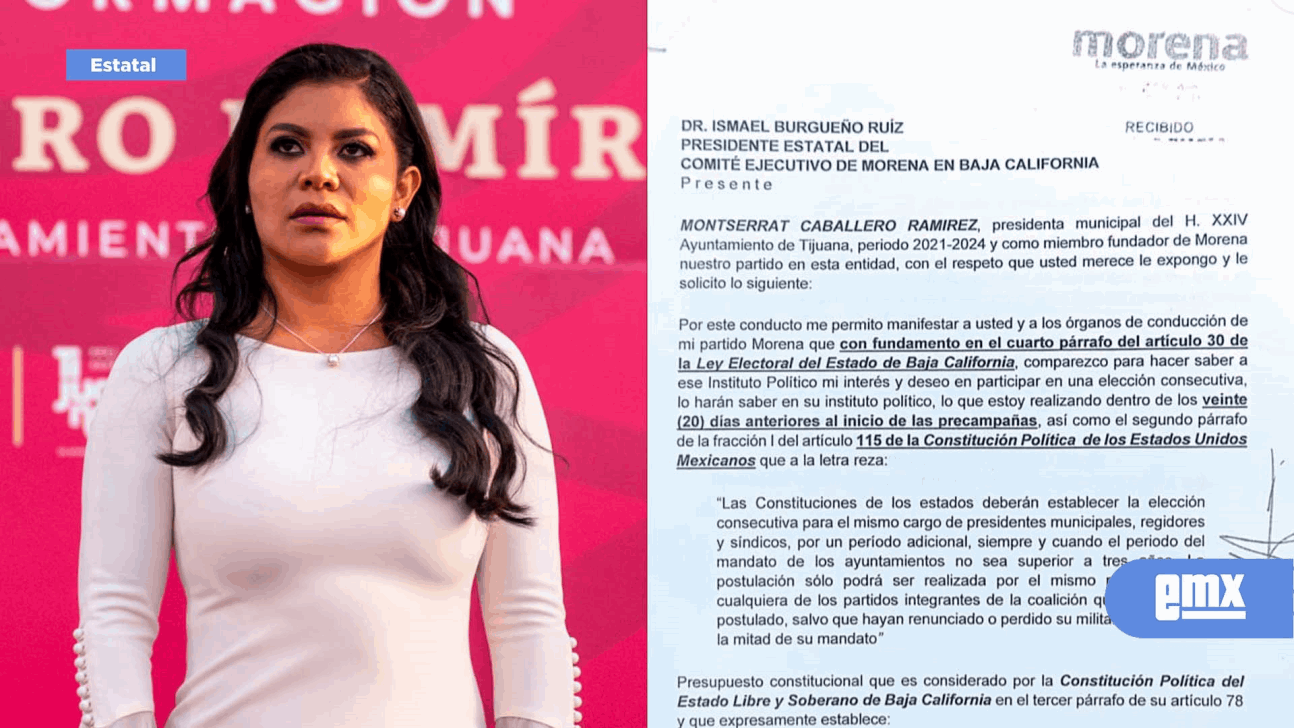 ORMACIÓN
Estatal
RO
MÍR
AMIENT
JUANA
morena
La esperanza de México
RECIBIDO
DR. ISMAEL BURGUEÑO RUÍZ
PRESIDENTE ESTATAL DEL
COMITÉ EJECUTIVO DE MORENA EN BAJA CALIFORNIA
P r e s e n t e
MONTSERRAT CABALLERO RAMIREZ, presidenta municipal del H. XXIV
Ayuntamiento de Tijuana, periodo 2021-2024 y como miembro fundador de Morena
nuestro partido en esta entidad, con el respeto que usted merece le expongo y le
solicito lo siguiente:
Por este conducto me permito manifestar a usted y a los órganos de conducción de
mi partido Morena que con fundamento en el cuarto párrafo del artículo 30 de
la Ley Electoral del Estado de Baja California, comparezco para hacer saber a
ese Instituto Político mi interés y deseo en participar en una elección consecutiva,
lo harán saber en su instituto político, lo que estoy realizando dentro de los veinte
(20) días anteriores al inicio de las precampañas, así como el segundo párrafo
de la fracción I del artículo 115 de la Constitución Política de los Estados Unidos
Mexicanos que a la letra reza:
“Las Constituciones de los estados deberán establecer la elección
consecutiva para el mismo cargo de presidentes municipales, regidores
y síndicos, por un período adicional, siempre y cuando el periodo del
mandato de los ayuntamientos no sea superior a tres
postulación sólo podrá ser realizada por el mismo
cualquiera de los partidos integrantes de la coalición
postulado, salvo que hayan renunciado o perdido su milita
la mitad de su mandato”
emx
Presupuesto constitucional que es considerado por la Constitución Política del
Estado Libre y Soberano de Baja California en el tercer párrafo de su articulo 78
y que expresamente establece: